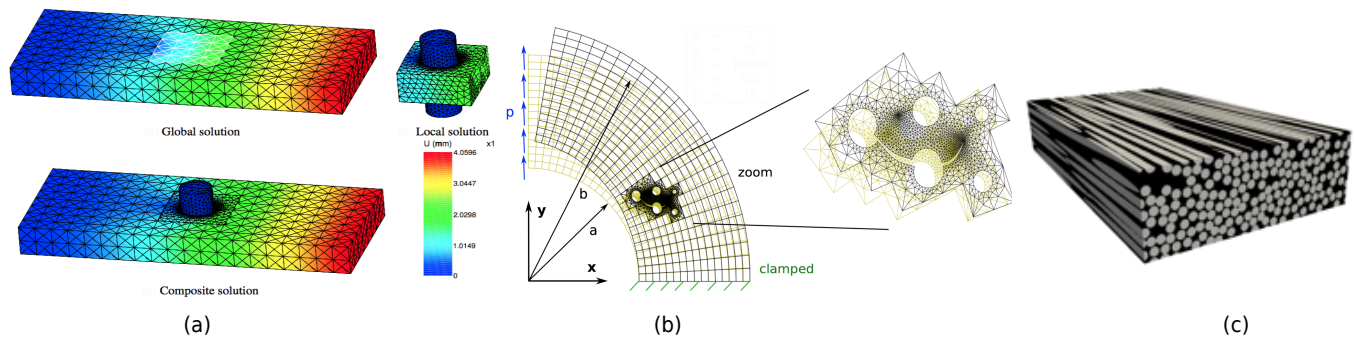 Global solution
Local solution
U (mm) x1
4.0596
3.0447
2.0298
1.0149
0
Composite solution
(a)
p
b
a
y
x
zoom
clamped
(b)
(c)